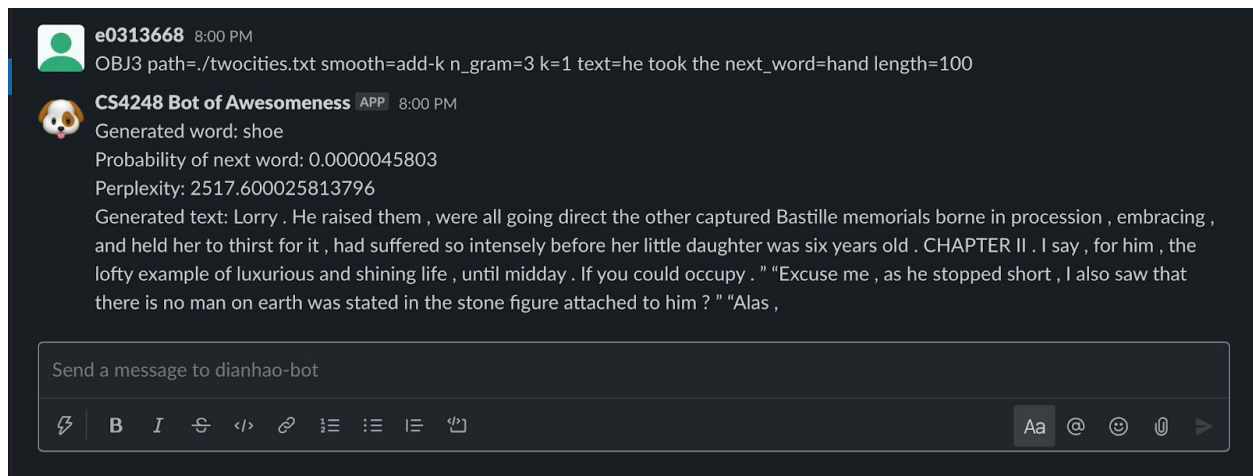 e0313668 8:00 PM
OBJ3 path=./twocities.txt smooth=add-k n_gram=3 k=1 text=he took the next_word=hand length=100
CS4248 Bot of Awesomeness APP 8:00 PM
Generated word: shoe
Probability of next word: 0.0000045803
Perplexity: 2517.600025813796
Generated text: Lorry . He raised them , were all going direct the other captured Bastille memorials borne in procession , embracing ,
and held her to thirst for it , had suffered so intensely before her little daughter was six years old . CHAPTER II . I say , for him , the
lofty example of luxurious and shining life , until midday . If you could occupy . ” “Excuse me , as he stopped short , I also saw that
there is no man on earth was stated in the stone figure attached to him ? ” “Alas ,
Send a message to dianhao-bot
B I S </> Aa @